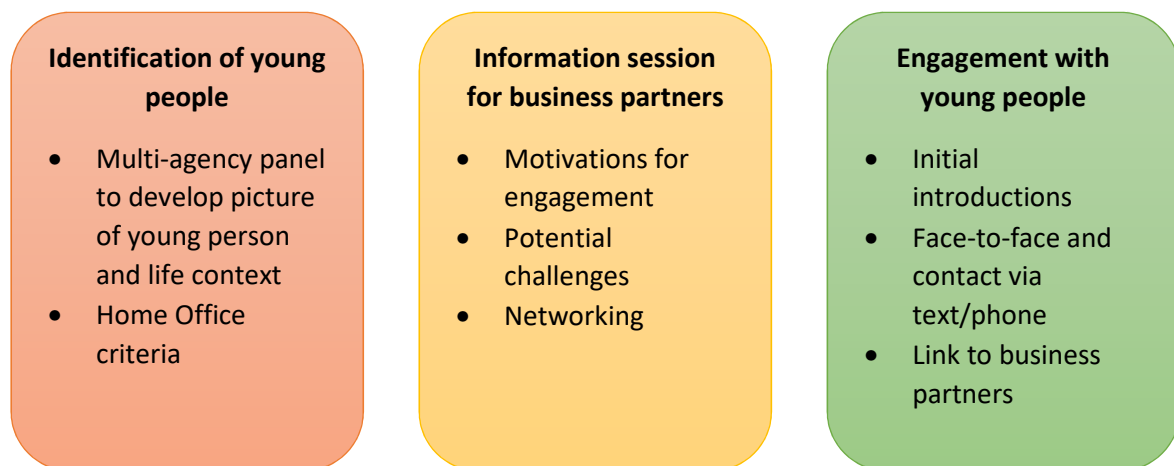 Identification of young
people
• Multi-agency panel
to develop picture
of young person
and life context
• Home Office
criteria
Information session
for business partners
• Motivations for
engagement
• Potential
challenges
• Networking
Engagement with
young people
• Initial
introductions
• Face-to-face and
contact via
text/phone
• Link to business
partners